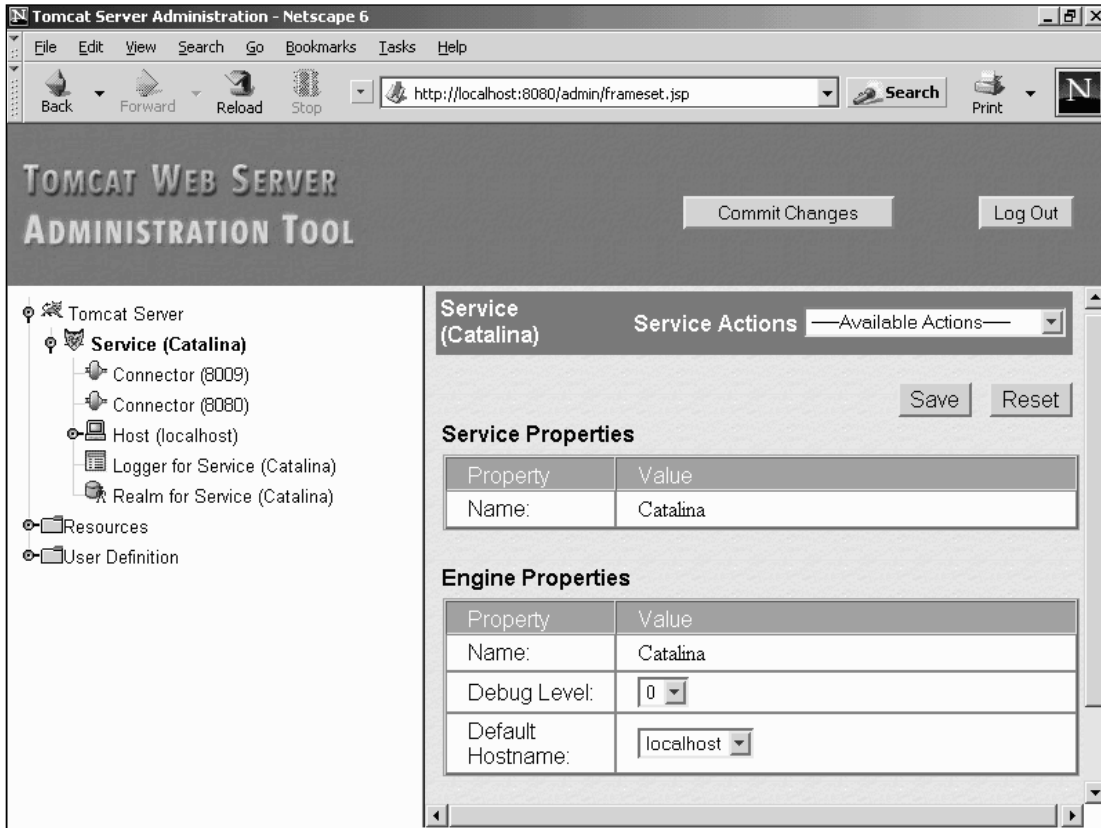 Tomcat Server Administration - Netscape 6
File Edit View Search Go Bookmarks Tasks Help
Back Forward Reload Stop http://localhost:8080/admin/frameset.jsp Search Print N
TOMCAT WEB SERVER
ADMINISTRATION TOOL
Commit Changes Log Out
Tomcat Server
Service (Catalina)
Connector (8009)
Connector (8080)
Host (localhost)
Logger for Service (Catalina)
Realm for Service (Catalina)
Resources
User Definition
Service
(Catalina)
Service Actions ----Available Actions----
Save Reset
Service Properties
Property Value
Name: Catalina
Engine Properties
Property Value
Name: Catalina
Debug Level: 0
Default
Hostname:
localhost